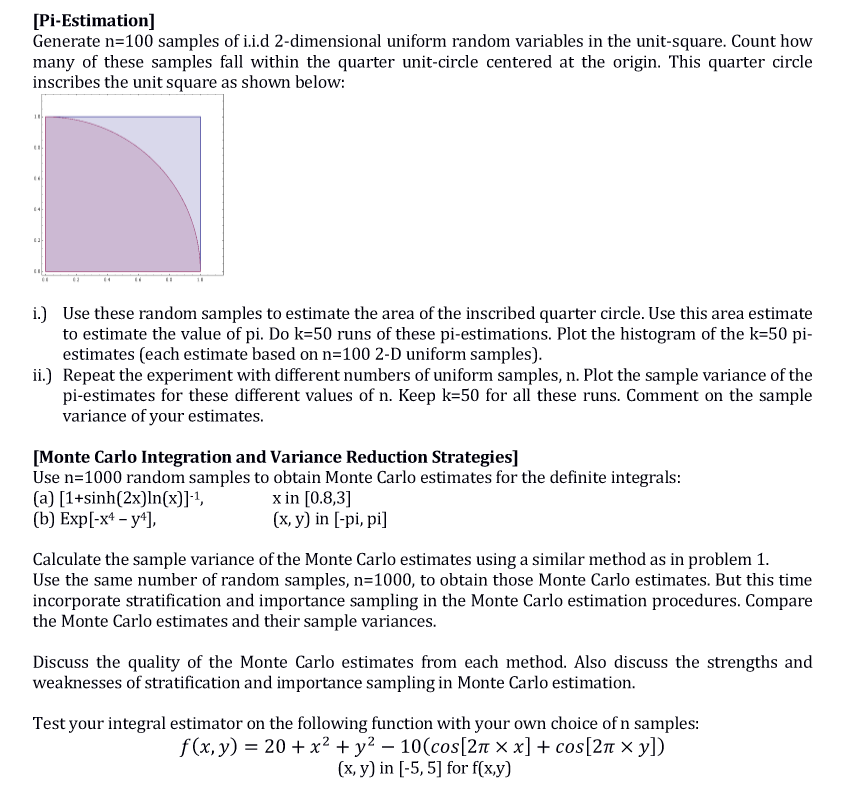 [Pi-Estimation]
Generate n=100 samples of i.i.d 2-dimensional uniform random variables in the unit-square. Count how
many of these samples fall within the quarter unit-circle centered at the origin. This quarter circle
inscribes the unit square as shown below:
1.0
0.8
0.6
0.4
0.2
0.0
0.0 0.2 0.4 0.6 0.8 1.0
i.) Use these random samples to estimate the area of the inscribed quarter circle. Use this area estimate
to estimate the value of pi. Do k=50 runs of these pi-estimations. Plot the histogram of the k=50 pi-
estimates (each estimate based on n=100 2-D uniform samples).
ii.) Repeat the experiment with different numbers of uniform samples, n. Plot the sample variance of the
pi-estimates for these different values of n. Keep k=50 for all these runs. Comment on the sample
variance of your estimates.
[Monte Carlo Integration and Variance Reduction Strategies]
Use n=1000 random samples to obtain Monte Carlo estimates for the definite integrals:
(a) [1+sinh(2x)ln(x)]⁻¹, x in [0.8,3]
(b) Exp[-x⁴ – y⁴], (x, y) in [-pi, pi]
Calculate the sample variance of the Monte Carlo estimates using a similar method as in problem 1.
Use the same number of random samples, n=1000, to obtain those Monte Carlo estimates. But this time
incorporate stratification and importance sampling in the Monte Carlo estimation procedures. Compare
the Monte Carlo estimates and their sample variances.
Discuss the quality of the Monte Carlo estimates from each method. Also discuss the strengths and
weaknesses of stratification and importance sampling in Monte Carlo estimation.
Test your integral estimator on the following function with your own choice of n samples:
f(x, y) = 20 + x² + y² − 10(cos[2π × x] + cos[2π × y])
(x, y) in [-5, 5] for f(x,y)